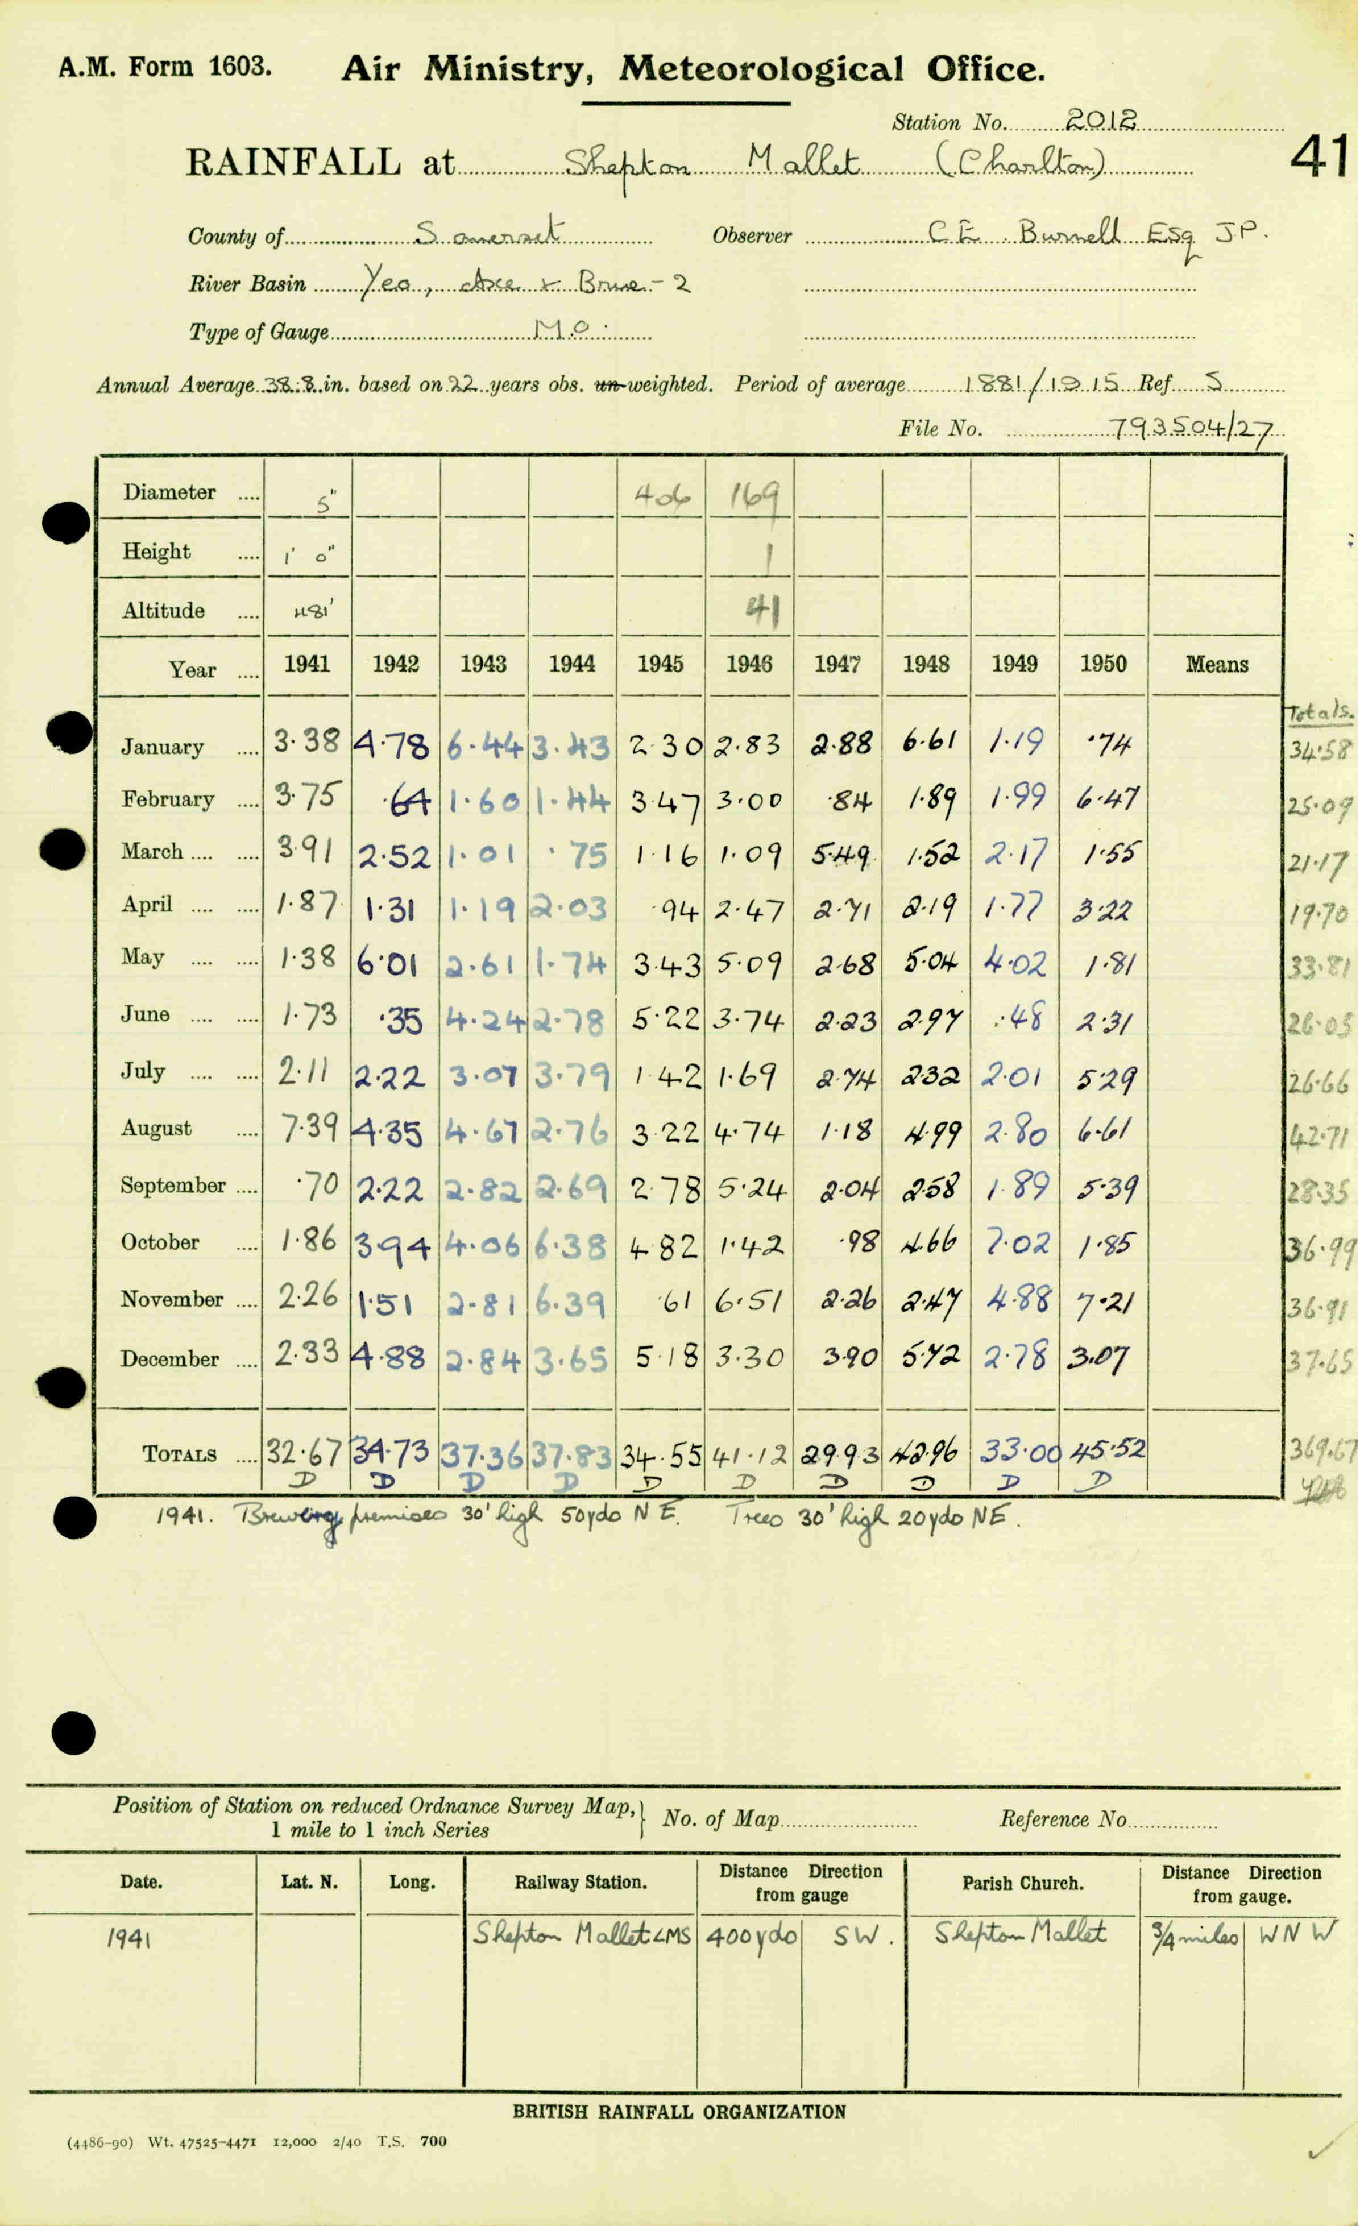 A.M. Form 1603. Air Ministry, Meteorological Office.
Station No. 2012
RAINFALL at Shepton Mallet (Charlton) 41
County of Somerset Observer C E Burnell Esq J.P.
River Basin Yeo, Axe & Brue - 2
Type of Gauge M.O.
Annual Average 38.8 in. based on 22 years obs. un-weighted. Period of average 1881/1915 Ref S
File No. 793504/27
Diameter .... 5" 406 169
Height .... 1' 0" 1
Altitude .... 481' 41
Year .... 1941 1942 1943 1944 1945 1946 1947 1948 1949 1950 Means
Totals.
January .... 3.38 4.78 6.44 3.43 2.30 2.83 2.88 6.61 1.19 .74 34.58
February .... 3.75 .64 1.60 1.44 3.47 3.00 .84 1.89 1.99 6.47 25.09
March .... .... 3.91 2.52 1.01 .75 1.16 1.09 5.49 1.52 2.17 1.55 21.17
April .... .... 1.87 1.31 1.19 2.03 .94 2.47 2.71 2.19 1.77 3.22 19.70
May .... .... 1.38 6.01 2.61 1.74 3.43 5.09 2.68 5.04 4.02 1.81 33.81
June .... .... 1.73 .35 4.24 2.78 5.22 3.74 2.23 2.97 .48 2.31 26.05
July .... .... 2.11 2.22 3.07 3.79 1.42 1.69 2.74 2.32 2.01 5.29 26.66
August .... 7.39 4.35 4.67 2.76 3.22 4.74 1.18 4.99 2.80 6.61 42.71
September .... .70 2.22 2.82 2.69 2.78 5.24 2.04 2.58 1.89 5.39 28.35
October .... 1.86 3.94 4.06 6.38 4.82 1.42 .98 4.66 7.02 1.85 36.99
November .... 2.26 1.51 2.81 6.39 .61 6.51 2.26 2.47 4.88 7.21 36.91
December .... 2.33 4.88 2.84 3.65 5.18 3.30 3.90 5.72 2.78 3.07 37.65
TOTALS .... 32.67 34.73 37.36 37.83 34.55 41.12 29.93 42.96 33.00 45.52 369.67
D D D D D D D D D D
1941. Brewery premises 30' high 50yds N E. Trees 30' high 20yds NE.
Position of Station on reduced Ordnance Survey Map, No. of Map Reference No.
1 mile to 1 inch Series
Date. Lat. N. Long. Railway Station. Distance Direction from gauge Parish Church. Distance Direction from gauge.
1941 Shepton Mallet LMS 400yds SW. Shepton Mallet 3/4 miles W N W
BRITISH RAINFALL ORGANIZATION
(4486-90) Wt. 47525-4471 12,000 2/40 T.S. 700